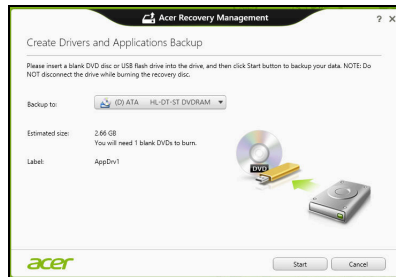 Acer Recovery Management
? X
Create Drivers and Applications Backup
Please insert a blank DVD disc or USB flash drive into the drive, and then click Start button to backup your data. NOTE: Do
NOT disconnect the drive while burning the recovery disc.
Backup to: (D) ATA HL-DT-ST DVDRAM
Estimated size: 2.66 GB
You will need 1 blank DVDs to burn.
Label: AppDrv1
DVD
acer
Start Cancel